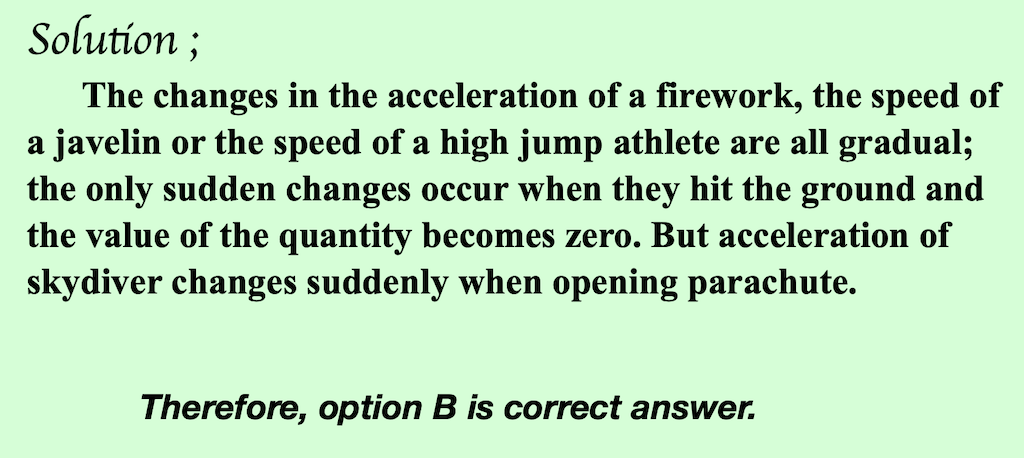 Solution ;
The changes in the acceleration of a firework, the speed of
a javelin or the speed of a high jump athlete are all gradual;
the only sudden changes occur when they hit the ground and
the value of the quantity becomes zero. But acceleration of
skydiver changes suddenly when opening parachute.
Therefore, option B is correct answer.